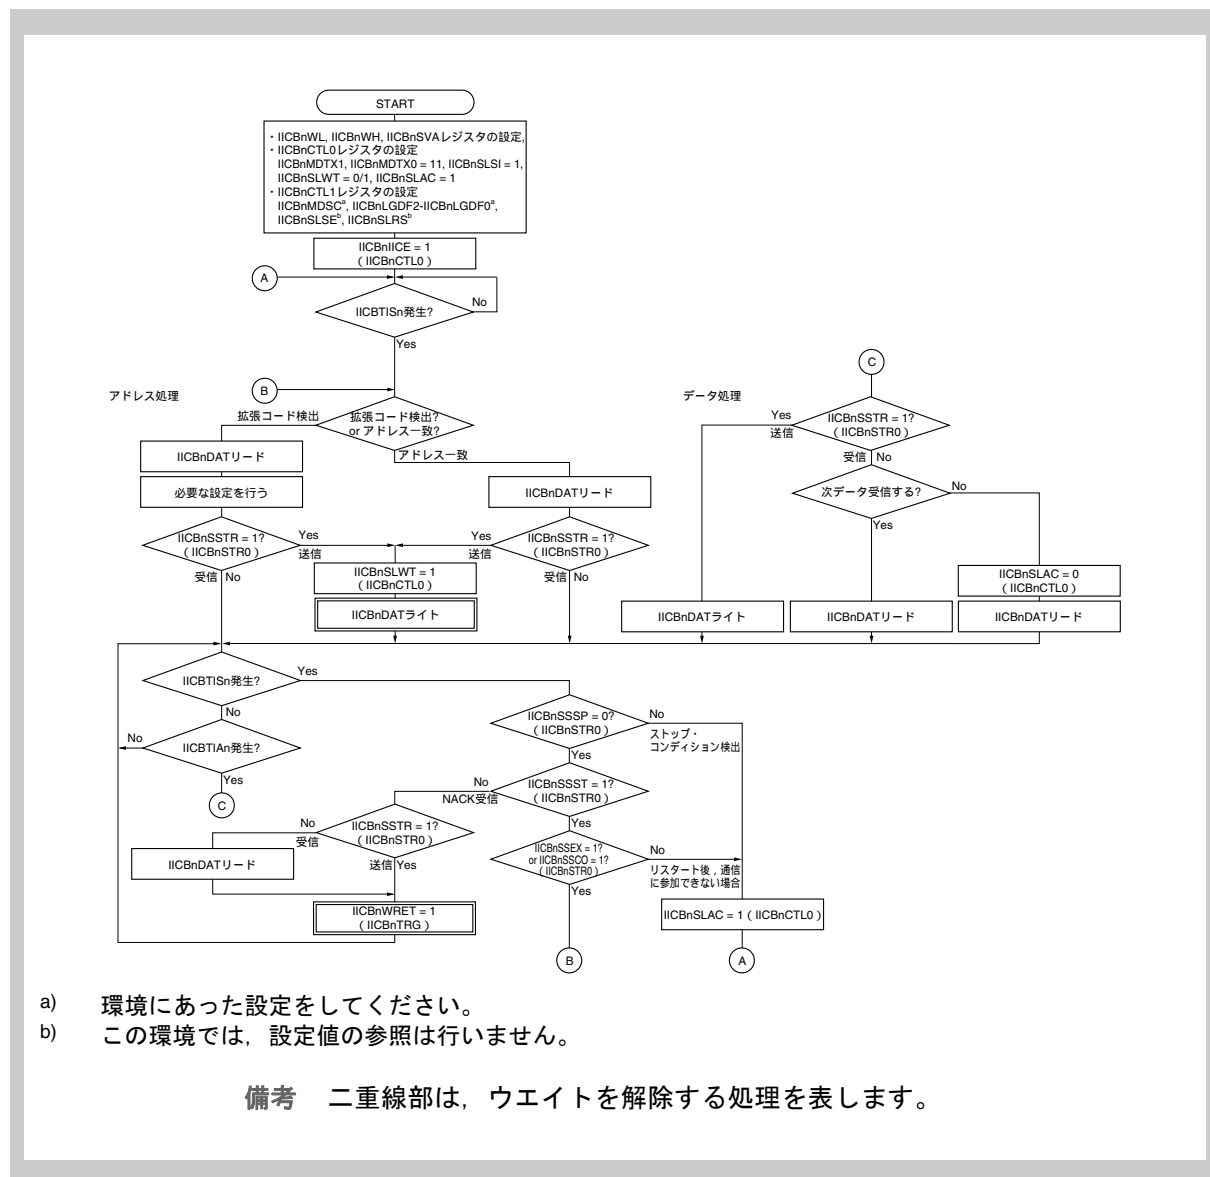 START
・IICBnWL, IICBnWH, IICBnSVAレジスタの設定,
・IICBnCTL0レジスタの設定
IICBnMDTX1, IICBnMDTX0 = 11, IICBnSLSI = 1,
IICBnSLWT = 0/1, IICBnSLAC = 1
・IICBnCTL1レジスタの設定
IICBnMDSCa, IICBnLGDF2-IICBnLGDF0a,
IICBnSLSEb, IICBnSLRSb
IICBnIICE = 1
（IICBnCTL0）
A
IICBTISn発生?
No
Yes
B
アドレス処理
拡張コード検出
拡張コード検出?
or アドレス一致?
アドレス一致
IICBnDATリード
必要な設定を行う
IICBnSSTR = 1?
（IICBnSTR0）
Yes
送信
受信
No
IICBnDATリード
IICBnSSTR = 1?
（IICBnSTR0）
Yes
送信
受信
No
IICBnSLWT = 1
（IICBnCTL0）
IICBnDATライト
データ処理
C
IICBnSSTR = 1?
（IICBnSTR0）
Yes
送信
受信
No
次データ受信する?
No
Yes
IICBnSLAC = 0
（IICBnCTL0）
IICBnDATライト
IICBnDATリード
IICBnDATリード
IICBTISn発生?
Yes
No
IICBTIAn発生?
No
Yes
C
IICBnSSSP = 0?
（IICBnSTR0）
No
ストップ・
コンディション検出
Yes
IICBnSSST = 1?
（IICBnSTR0）
No
NACK受信
Yes
IICBnSSTR = 1?
（IICBnSTR0）
No
受信
送信
Yes
IICBnDATリード
IICBnWRET = 1
（IICBnTRG）
IICBnSSEX = 1?
or IICBnSSCO = 1?
（IICBnSTR0）
No
リスタート後，通信
に参加できない場合
Yes
IICBnSLAC = 1（IICBnCTL0）
B
A
a) 環境にあった設定をしてください。
b) この環境では，設定値の参照は行いません。
備考 二重線部は，ウエイトを解除する処理を表します。